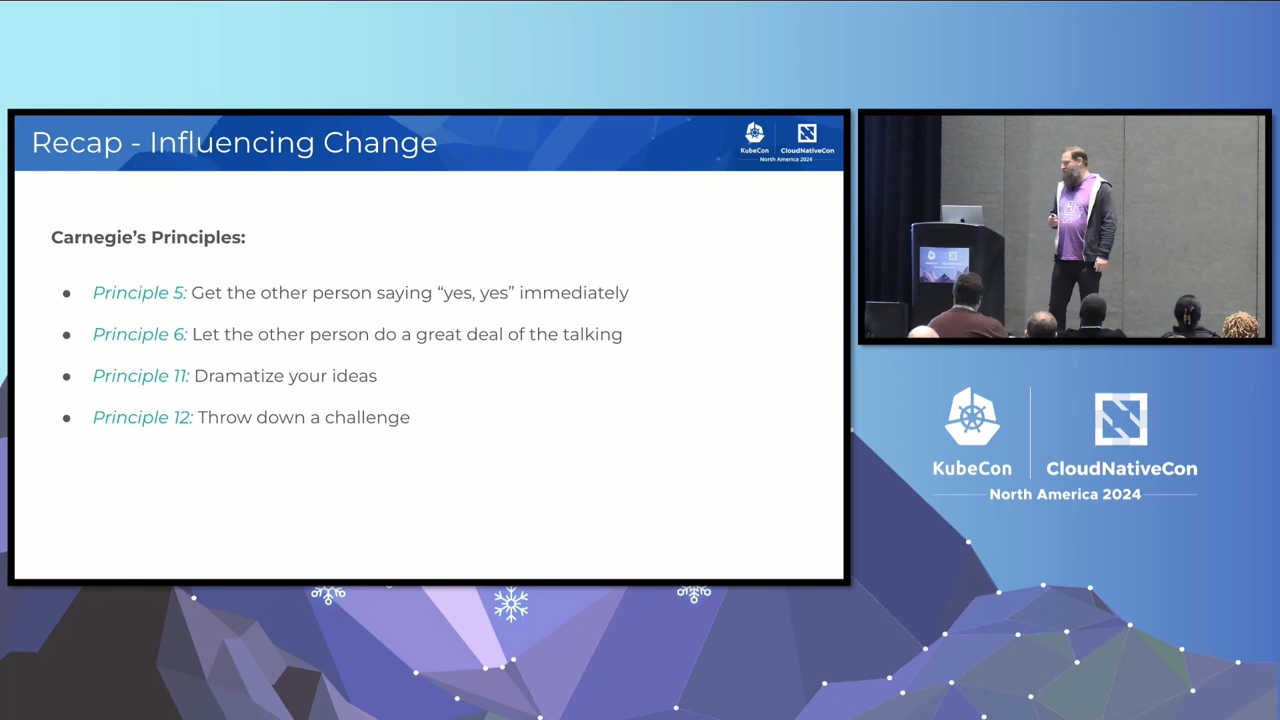 Recap - Influencing Change
KubeCon
CloudNativeCon
North America 2024
Carnegie’s Principles:
● Principle 5: Get the other person saying “yes, yes” immediately
● Principle 6: Let the other person do a great deal of the talking
● Principle 11: Dramatize your ideas
● Principle 12: Throw down a challenge
KubeCon
CloudNativeCon
North America 2024